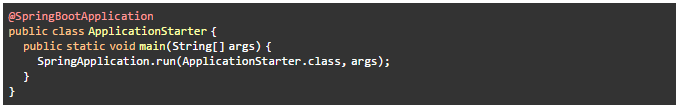 @SpringBootApplication
public class ApplicationStarter {
  public static void main(String[] args) {
    SpringApplication.run(ApplicationStarter.class, args);
  }
}